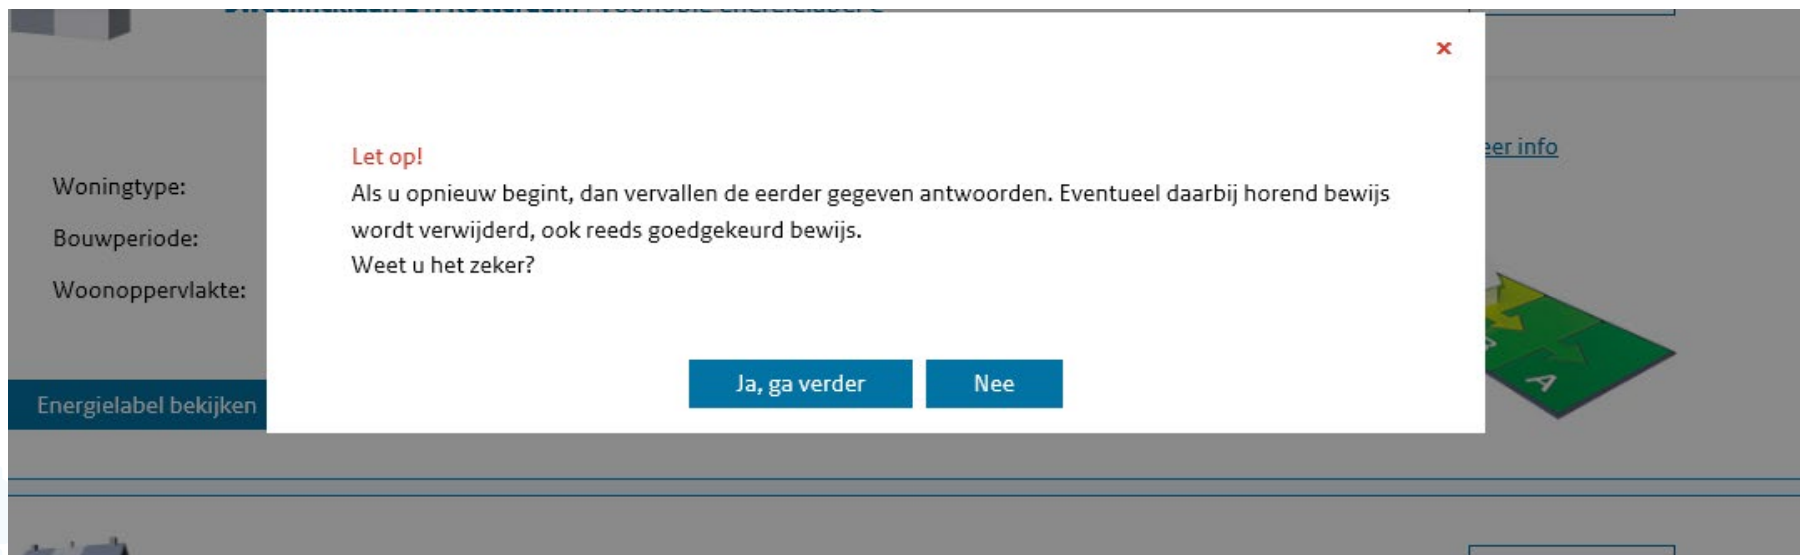 Let op!
Als u opnieuw begint, dan vervallen de eerder gegeven antwoorden. Eventueel daarbij horend bewijs
wordt verwijderd, ook reeds goedgekeurd bewijs.
Weet u het zeker?
Ja, ga verder
Nee
Woningtype:
Bouwperiode:
Woonoppervlakte:
Energielabel bekijken
info
A